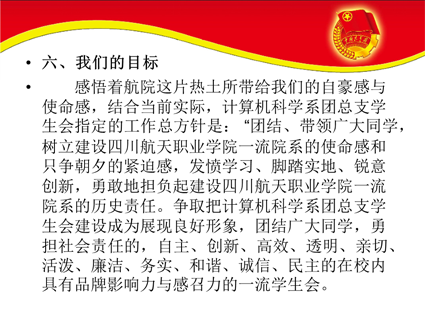 • 六、我们的目标
• 感悟着航院这片热土所带给我们的自豪感与
使命感，结合当前实际，计算机科学系团总支学
生会指定的工作总方针是：“团结、带领广大同学，
树立建设四川航天职业学院一流院系的使命感和
只争朝夕的紧迫感，发愤学习、脚踏实地、锐意
创新，勇敢地担负起建设四川航天职业学院一流
院系的历史责任。争取把计算机科学系团总支学
生会建设成为展现良好形象，团结广大同学，勇
担社会责任的，自主、创新、高效、透明、亲切、
活泼、廉洁、务实、和谐、诚信、民主的在校内
具有品牌影响力与感召力的一流学生会。